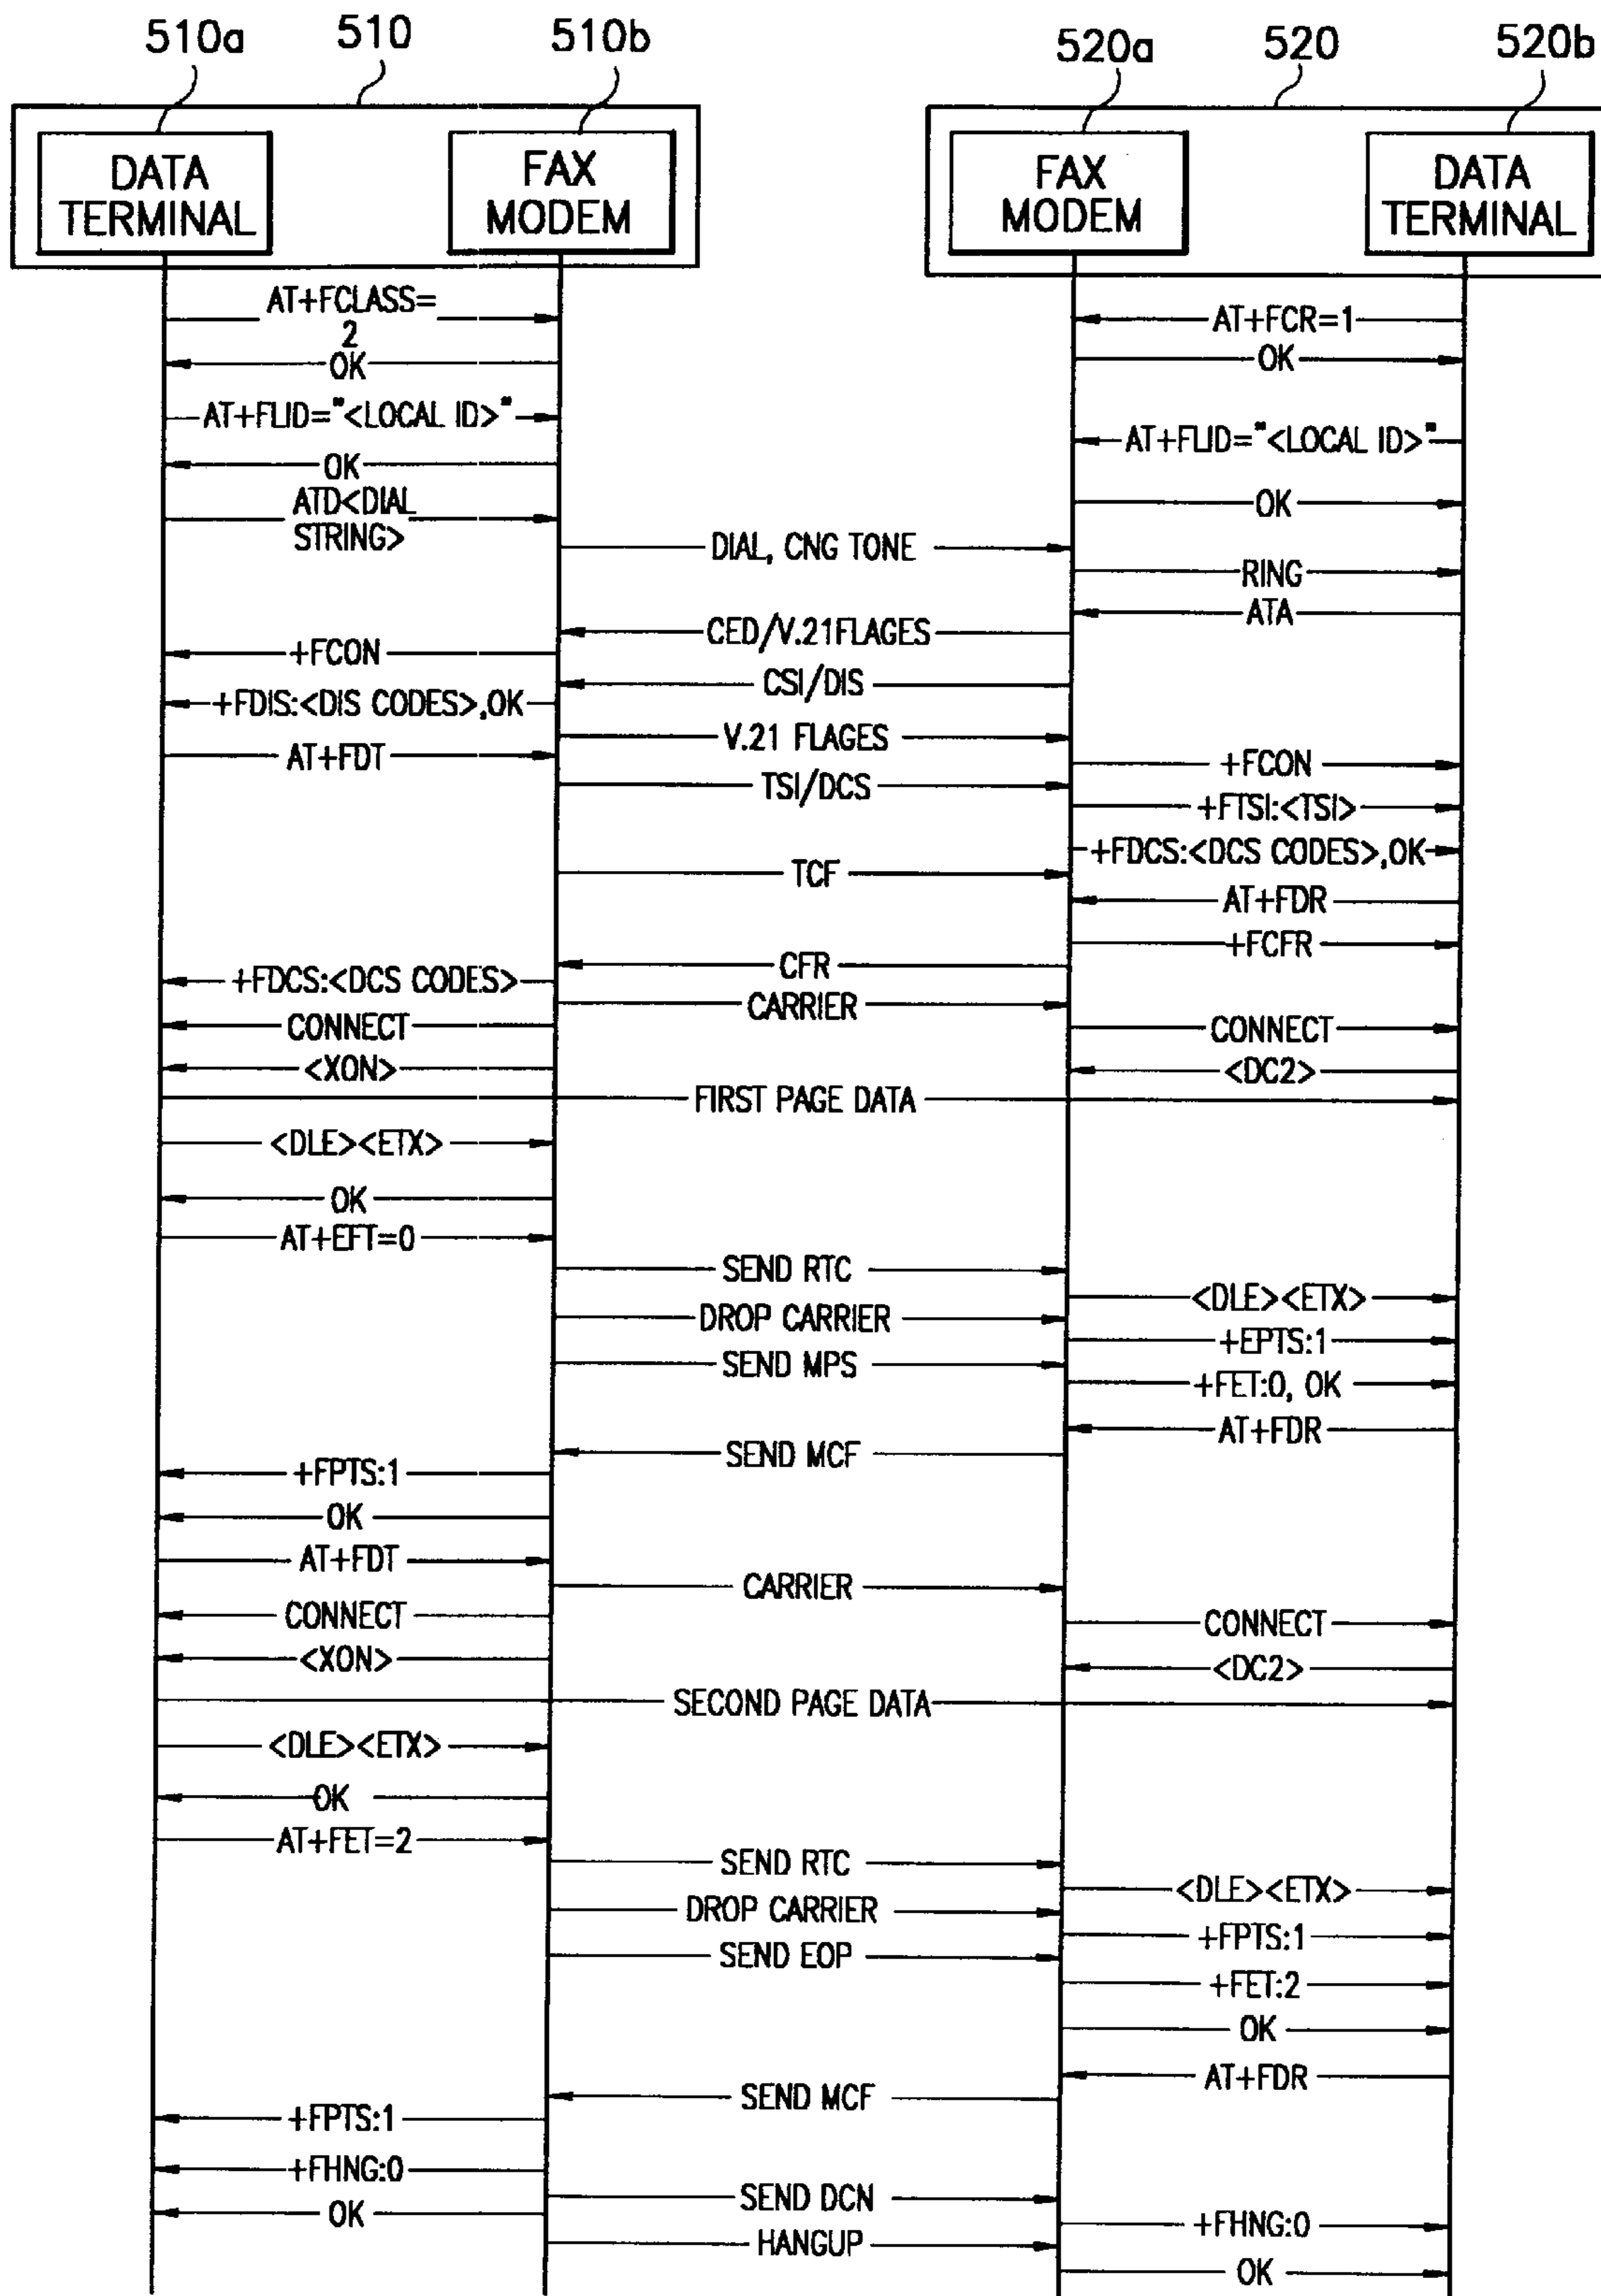 510a 510 510b 520a 520 520b
DATA TERMINAL
FAX MODEM
FAX MODEM
DATA TERMINAL
AT+FCLASS=
2
AT+FCR=1
OK
OK
AT+FLID="<LOCAL ID>"
AT+FLID="<LOCAL ID>"
OK
ATD<DIAL
STRING>
OK
DIAL, CNG TONE
RING
ATA
CED/V.21FLAGES
+FCON
CSI/DIS
+FDIS:<DIS CODES>,OK
V.21 FLAGES
AT+FDT
+FCON
TSI/DCS
+FTSI:<TSI>
+FDCS:<DCS CODES>,OK
TCF
AT+FDR
+FCFR
CFR
+FDCS:<DCS CODES>
CARRIER
CONNECT
CONNECT
<XON>
<DC2>
FIRST PAGE DATA
<DLE><ETX>
OK
AT+EFT=0
SEND RTC
<DLE><ETX>
DROP CARRIER
+EPTS:1
SEND MPS
+FET:0, OK
AT+FDR
SEND MCF
+FPTS:1
OK
AT+FDT
CARRIER
CONNECT
CONNECT
<XON>
<DC2>
SECOND PAGE DATA
<DLE><ETX>
OK
AT+FET=2
SEND RTC
<DLE><ETX>
DROP CARRIER
+FPTS:1
SEND EOP
+FET:2
OK
AT+FDR
SEND MCF
+FPTS:1
+FHNG:0
SEND DCN
OK
+FHNG:0
HANGUP
OK